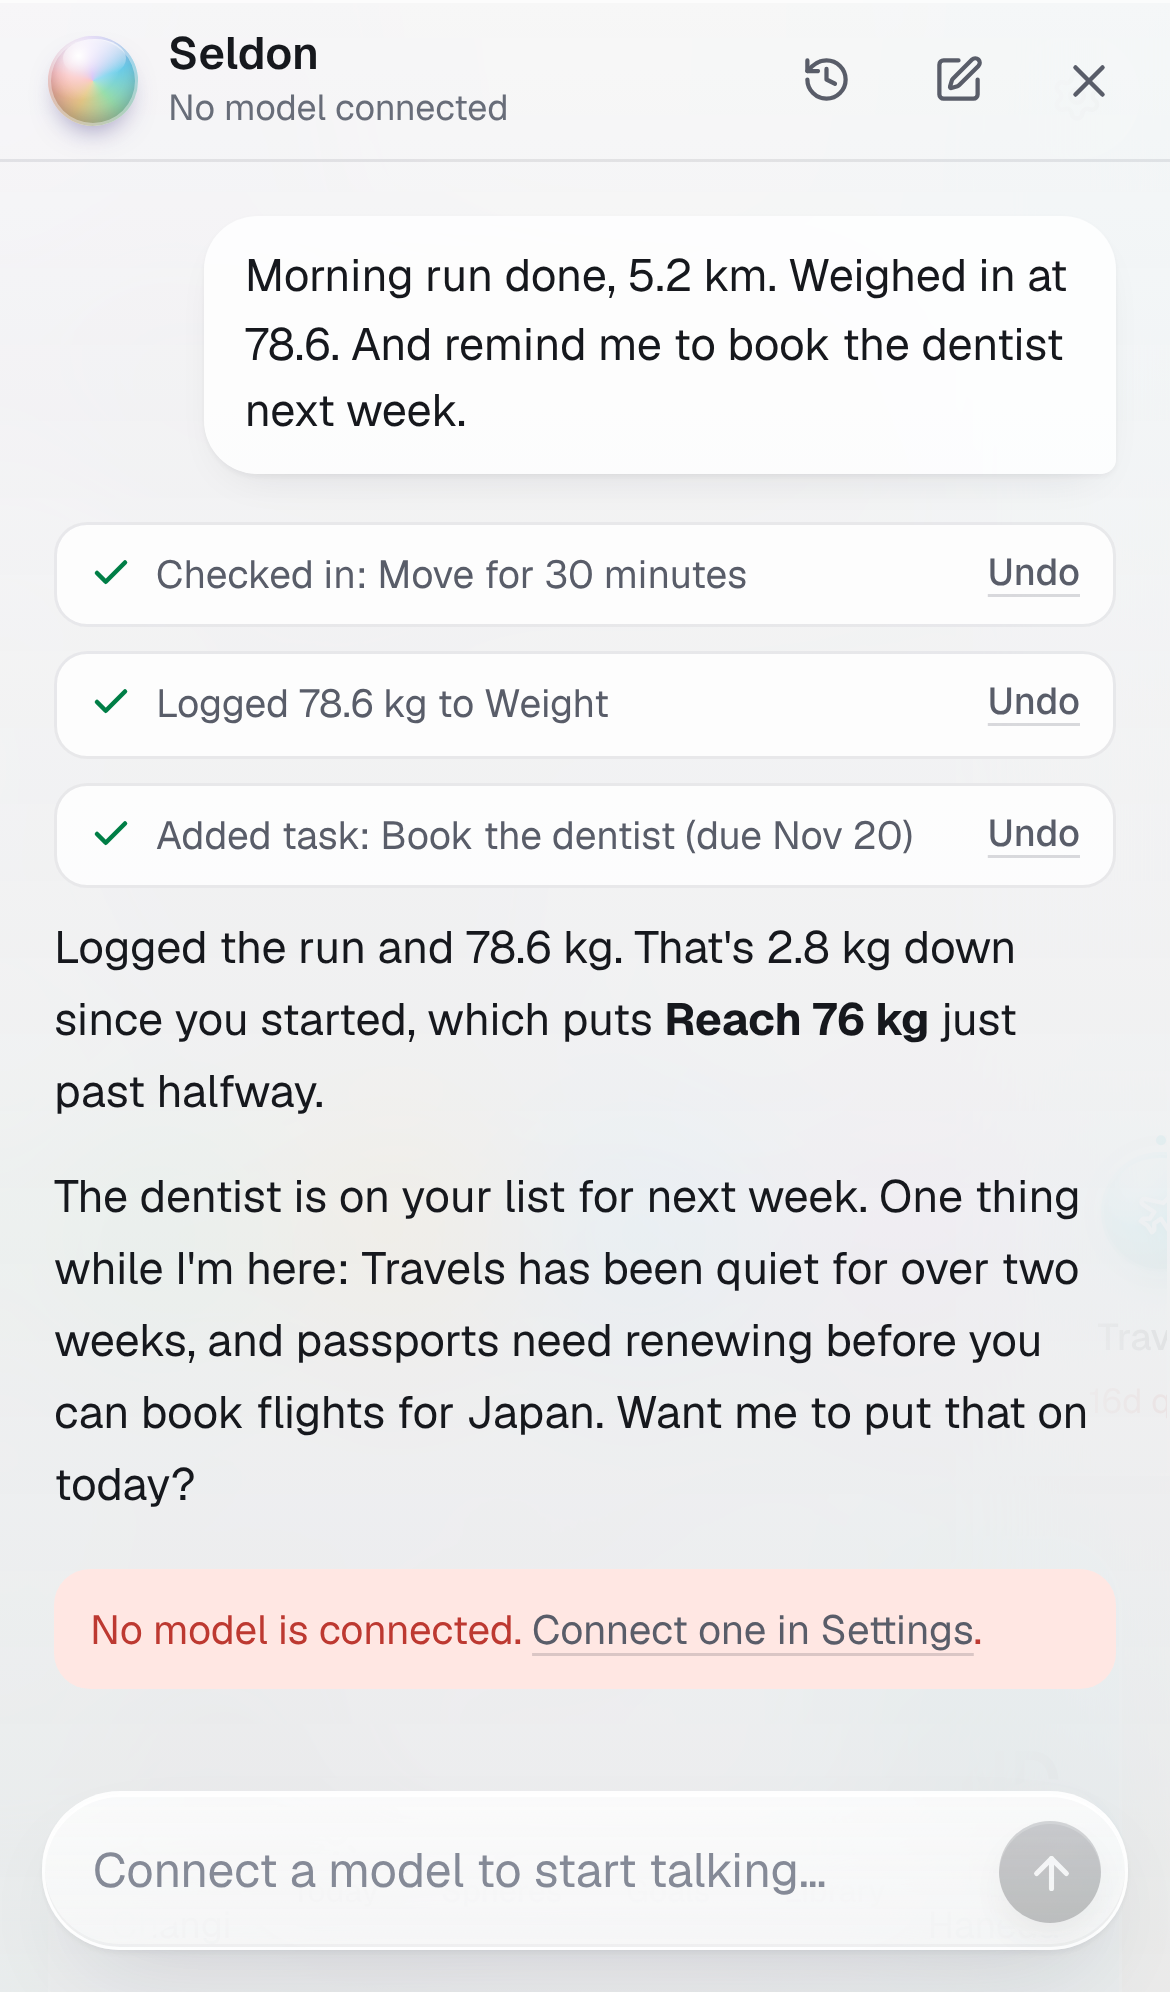 Seldon
No model connected
Morning run done, 5.2 km. Weighed in at
78.6. And remind me to book the dentist
next week.
Checked in: Move for 30 minutes Undo
Logged 78.6 kg to Weight Undo
Added task: Book the dentist (due Nov 20) Undo
Logged the run and 78.6 kg. That's 2.8 kg down
since you started, which puts Reach 76 kg just
past halfway.
The dentist is on your list for next week. One thing
while I'm here: Travels has been quiet for over two
weeks, and passports need renewing before you
can book flights for Japan. Want me to put that on
today?
No model is connected. Connect one in Settings.
Connect a model to start talking...